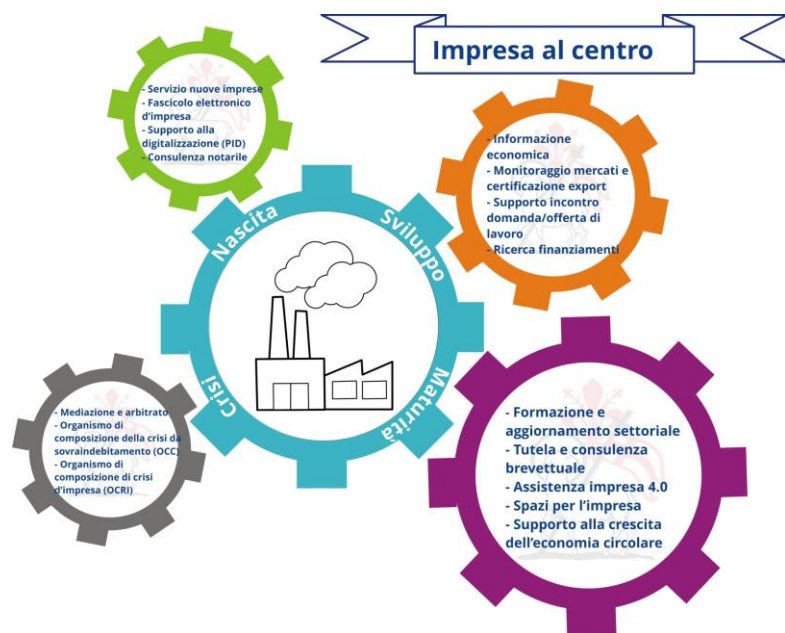 Impresa al centro
- Servizio nuove imprese
- Fascicolo elettronico
d'impresa
- Supporto alla
digitalizzazione (PID)
- Consulenza notarile
- Informazione
economica
- Monitoraggio mercati e
certificazione export
- Supporto incontro
domanda/offerta di
lavoro
- Ricerca finanziamenti
Nascita
Sviluppo
Crisi
Maturità
- Mediazione e arbitrato
- Organismo di
composizione della crisi da
sovraindebitamento (OCC)
- Organismo di
composizione di crisi
d'impresa (OCRI)
- Formazione e
aggiornamento settoriale
- Tutela e consulenza
brevettuale
- Assistenza impresa 4.0
- Spazi per l'impresa
- Supporto alla crescita
dell'economia circolare